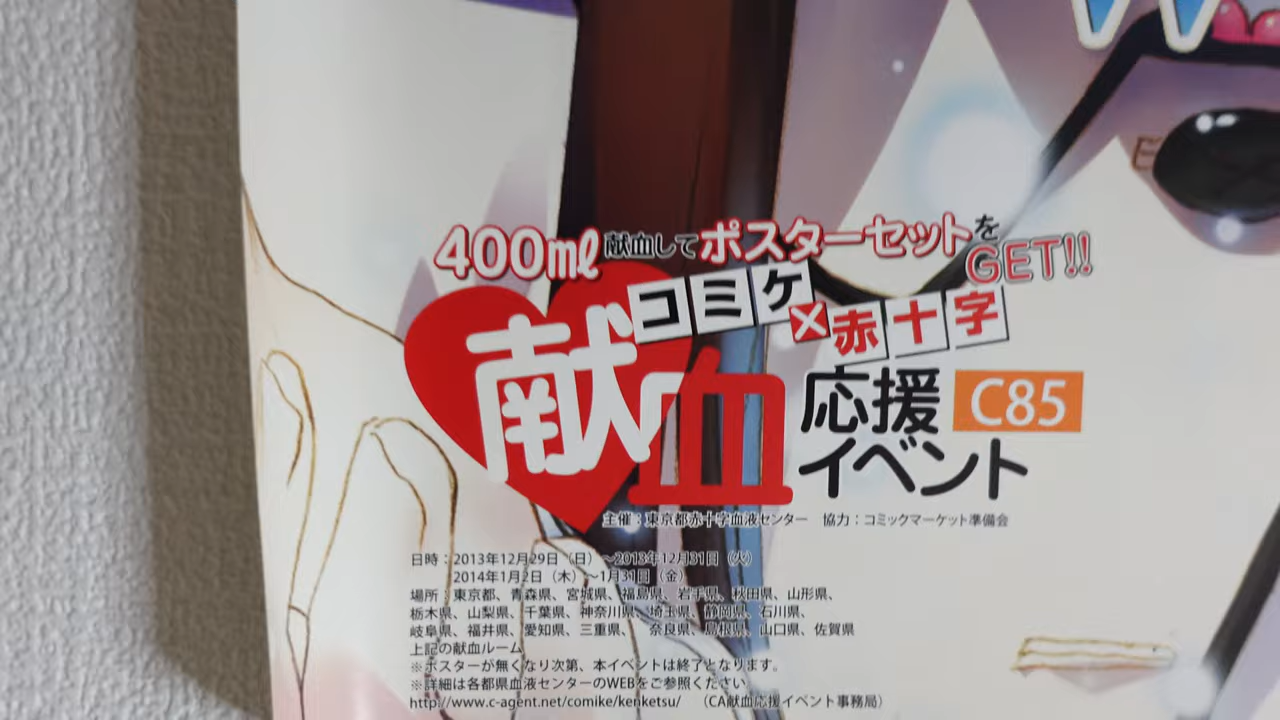 400ml献血してポスターセットをGET!!
コミケ×赤十字
献血応援イベント C85
主催：東京都赤十字血液センター　協力：コミックマーケット準備会
日時：2013年12月29日（日）～2013年12月31日（火）
2014年1月2日（木）～1月31日（金）
場所：東京都、青森県、宮城県、福島県、岩手県、秋田県、山形県、
栃木県、山梨県、千葉県、神奈川県、埼玉県、静岡県、石川県、
岐阜県、福井県、愛知県、三重県、　奈良県、島根県、山口県、佐賀県
上記の献血ルーム
※ポスターが無くなり次第、本イベントは終了となります。
※詳細は各都県血液センターのWEBをご参照ください
http://www.c-agent.net/comike/kenketsu/　（CA献血応援イベント事務局）